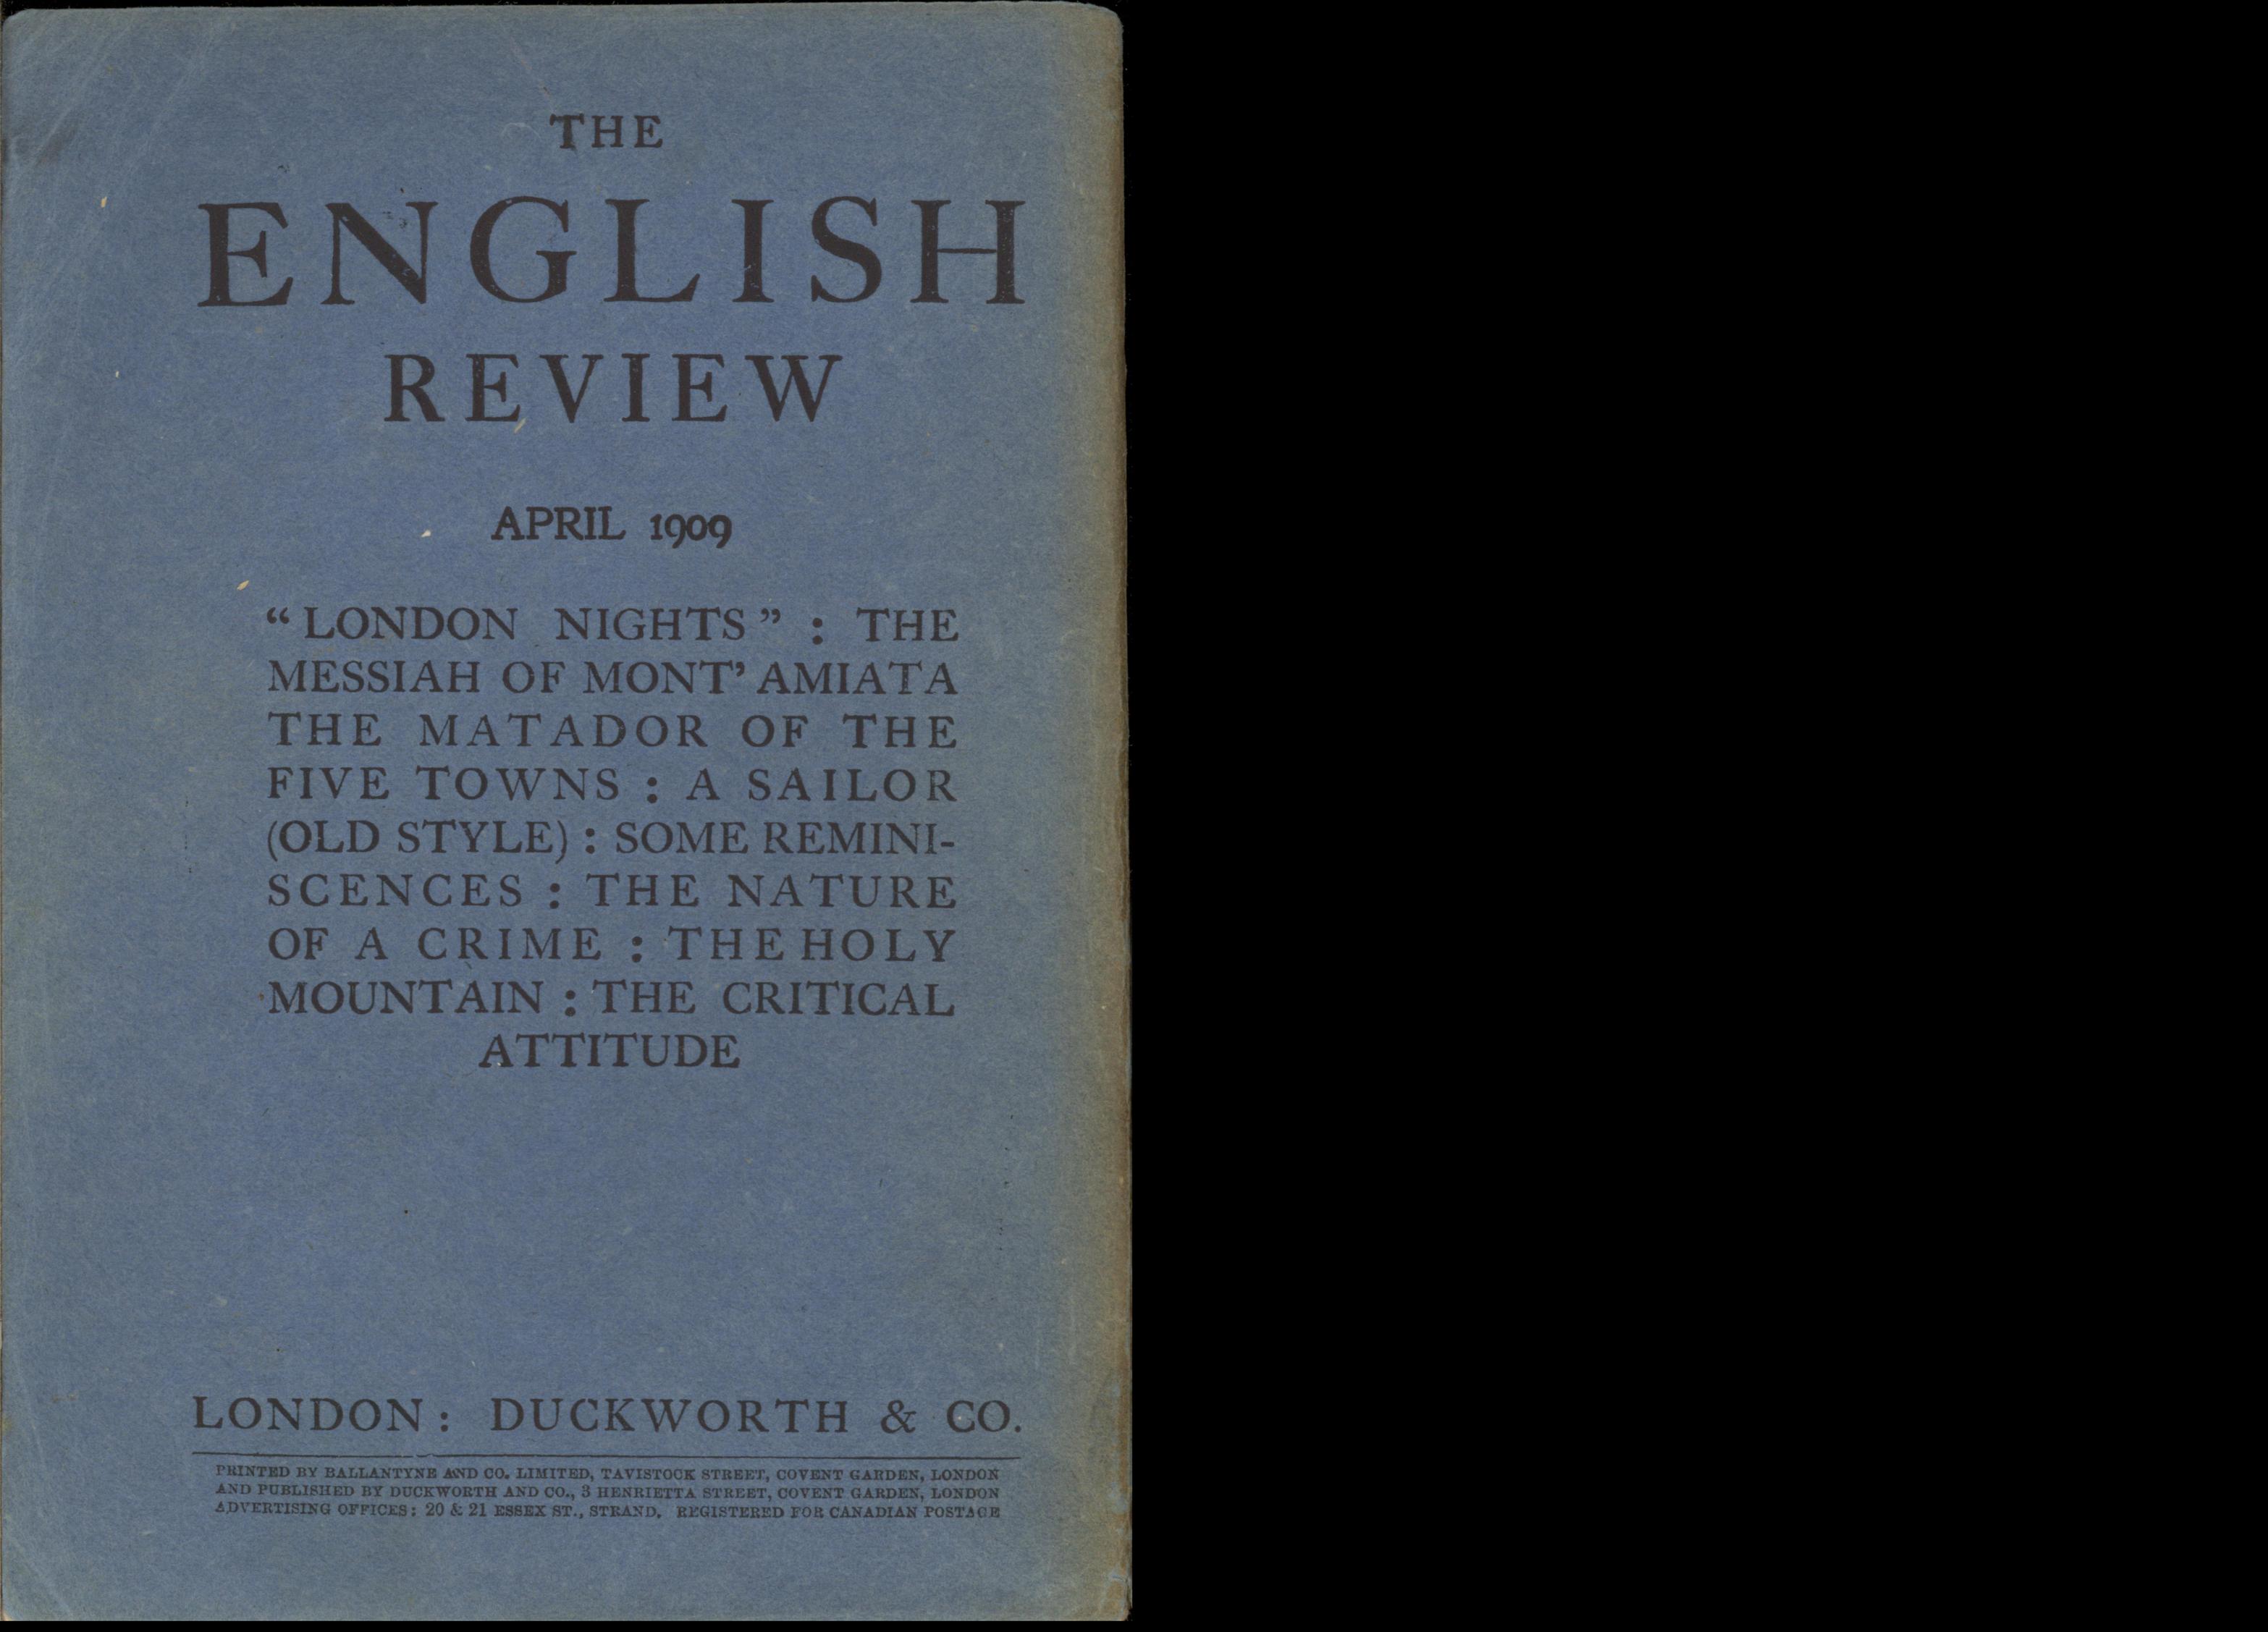 THE
ENGLISH
REVIEW
APRIL 1909
“LONDON NIGHTS” : THE
MESSIAH OF MONT’ AMIATA
THE MATADOR OF THE
FIVE TOWNS : A SAILOR
(OLD STYLE) : SOME REMINI-
SCENCES : THE NATURE
OF A CRIME : THE HOLY
MOUNTAIN : THE CRITICAL
ATTITUDE
LONDON: DUCKWORTH & CO.
PRINTED BY BALLANTYNE AND CO. LIMITED, TAVISTOCK STREET, COVENT GARDEN, LONDON
AND PUBLISHED BY DUCKWORTH AND CO., 3 HENRIETTA STREET, COVENT GARDEN, LONDON
ADVERTISING OFFICES: 20 & 21 ESSEX ST., STRAND. REGISTERED FOR CANADIAN POSTAGE